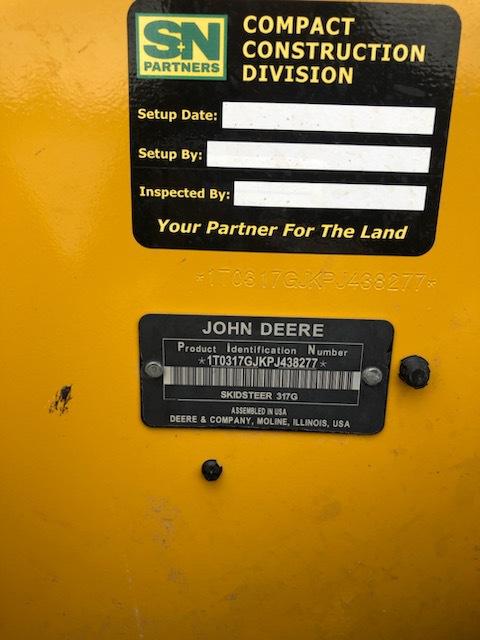 S+N
PARTNERS
COMPACT
CONSTRUCTION
DIVISION
Setup Date:
Setup By:
Inspected By:
Your Partner For The Land
*1T0317GJKPJ438277*
JOHN DEERE
Product Identification Number
*1T0317GJKPJ438277*
SKIDSTEER 317G
ASSEMBLED IN USA
DEERE & COMPANY, MOLINE, ILLINOIS, USA